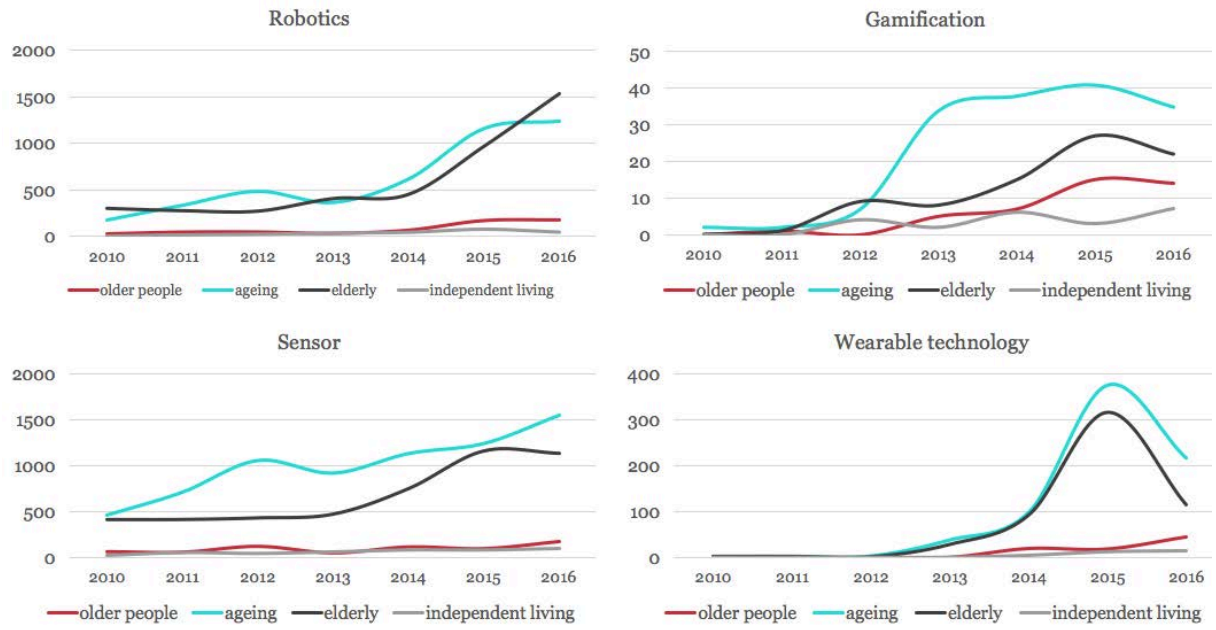 Robotics
2000
1500
1000
500
0
2010 2011 2012 2013 2014 2015 2016
older people ageing elderly independent living
Gamification
50
40
30
20
10
0
2010 2011 2012 2013 2014 2015 2016
older people ageing elderly independent living
Sensor
2000
1500
1000
500
0
2010 2011 2012 2013 2014 2015 2016
older people ageing elderly independent living
Wearable technology
400
300
200
100
0
2010 2011 2012 2013 2014 2015 2016
older people ageing elderly independent living